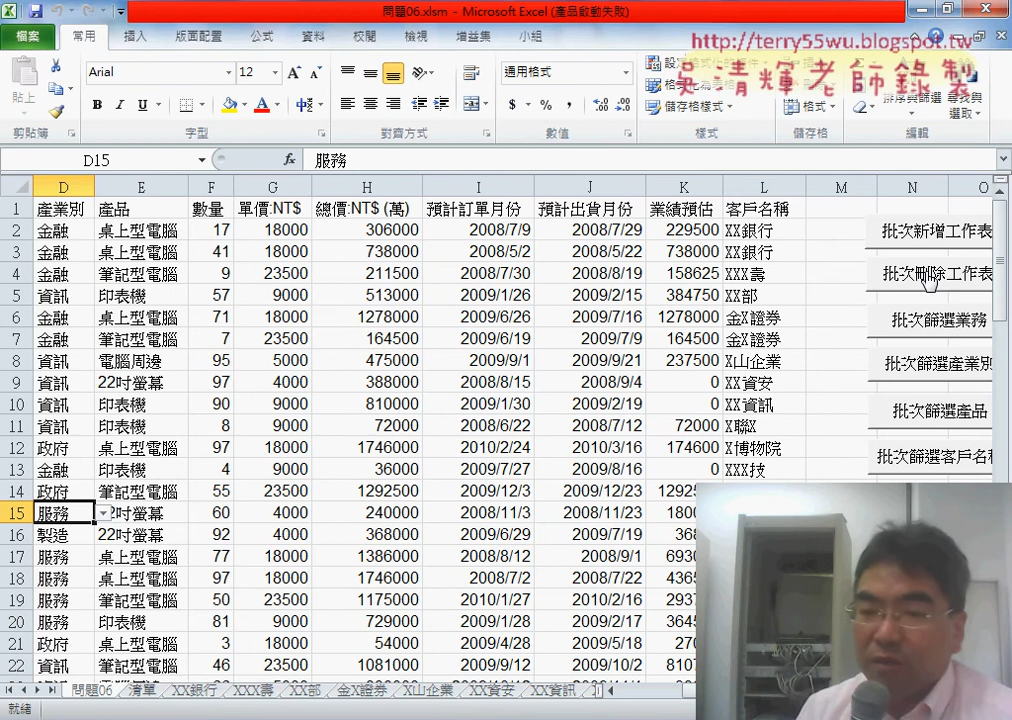 問題06.xlsm - Microsoft Excel (產品啟動失敗)
檔案 常用 插入 版面配置 公式 資料 校閱 檢視 增益集 小組
http://terry55wu.blogspot.tw
吳清輝老師錄製
貼上 Arial 12 A A 通用格式
B I U A 中 $ % , 儲存格樣式 格式 排序與篩選 尋找與選取
剪貼簿 字型 對齊方式 數值 樣式 儲存格 編輯
D15 fx 服務
D E F G H I J K L M N O
1 產業別 產品 數量 單價:NT$ 總價:NT$ (萬) 預計訂單月份 預計出貨月份 業績預估 客戶名稱
2 金融 桌上型電腦 17 18000 306000 2008/7/9 2008/7/29 229500 XX銀行 批次新增工作表
3 金融 桌上型電腦 41 18000 738000 2008/5/2 2008/5/22 738000 XX銀行
4 金融 筆記型電腦 9 23500 211500 2008/7/30 2008/8/19 158625 XXX壽 批次刪除工作表
5 資訊 印表機 57 9000 513000 2009/1/26 2009/2/15 384750 XX部
6 金融 桌上型電腦 71 18000 1278000 2009/6/26 2009/7/16 1278000 金X證券 批次篩選業務
7 金融 筆記型電腦 7 23500 164500 2009/6/19 2009/7/9 164500 金X證券
8 資訊 電腦周邊 95 5000 475000 2009/9/1 2009/9/21 237500 X山企業 批次篩選產業別
9 資訊 22吋螢幕 97 4000 388000 2008/8/15 2008/9/4 0 XX資安
10 資訊 印表機 90 9000 810000 2009/1/30 2009/2/19 0 XX資訊 批次篩選產品
11 資訊 印表機 8 9000 72000 2008/6/22 2008/7/12 72000 X聯X
12 政府 桌上型電腦 97 18000 1746000 2010/2/24 2010/3/16 174600 X博物院 批次篩選客戶名稱
13 金融 印表機 4 9000 36000 2009/7/27 2009/8/16 0 XXX技
14 政府 筆記型電腦 55 23500 1292500 2009/12/3 2009/12/23 1292
15 服務 2吋螢幕 60 4000 240000 2008/11/3 2008/11/23 180
16 製造 22吋螢幕 92 4000 368000 2009/6/29 2009/7/19 36
17 服務 桌上型電腦 77 18000 1386000 2008/8/12 2008/9/1 693
18 服務 桌上型電腦 97 18000 1746000 2008/7/2 2008/7/22 4365
19 服務 筆記型電腦 50 23500 1175000 2010/1/27 2010/2/16 2937
20 服務 印表機 81 9000 729000 2009/1/28 2009/2/17 3645
21 政府 桌上型電腦 3 18000 54000 2009/4/28 2009/5/18 270
22 資訊 筆記型電腦 46 23500 1081000 2009/9/12 2009/10/2 8107
問題06 清單 XX銀行 XXX壽 XX部 金X證券 X山企業 XX資安 XX資訊
就緒